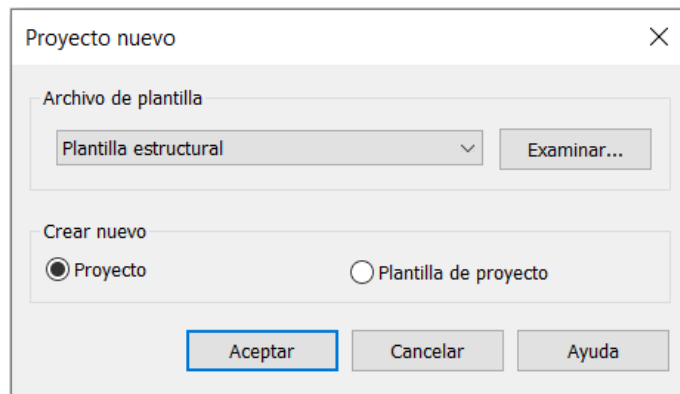 Proyecto nuevo
Archivo de plantilla
Plantilla estructural
Examinar...
Crear nuevo
Proyecto
Plantilla de proyecto
Aceptar
Cancelar
Ayuda